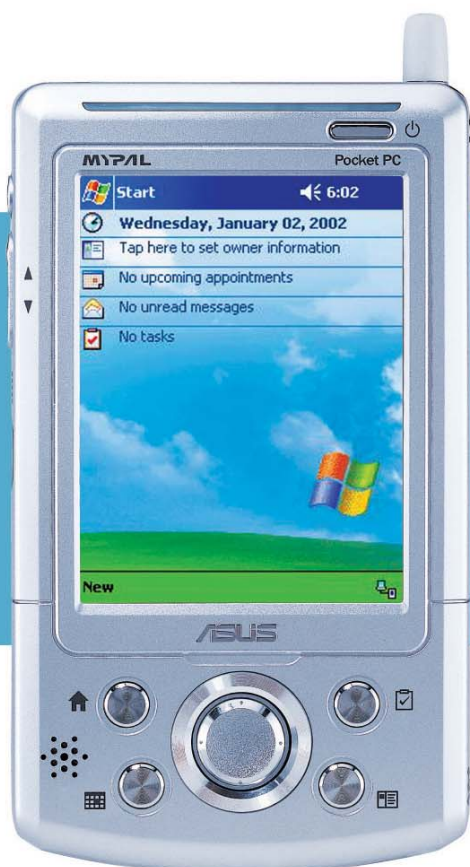 MYPAL Pocket PC
Start 6:02
Wednesday, January 02, 2002
Tap here to set owner information
No upcoming appointments
No unread messages
No tasks
New
ASUS